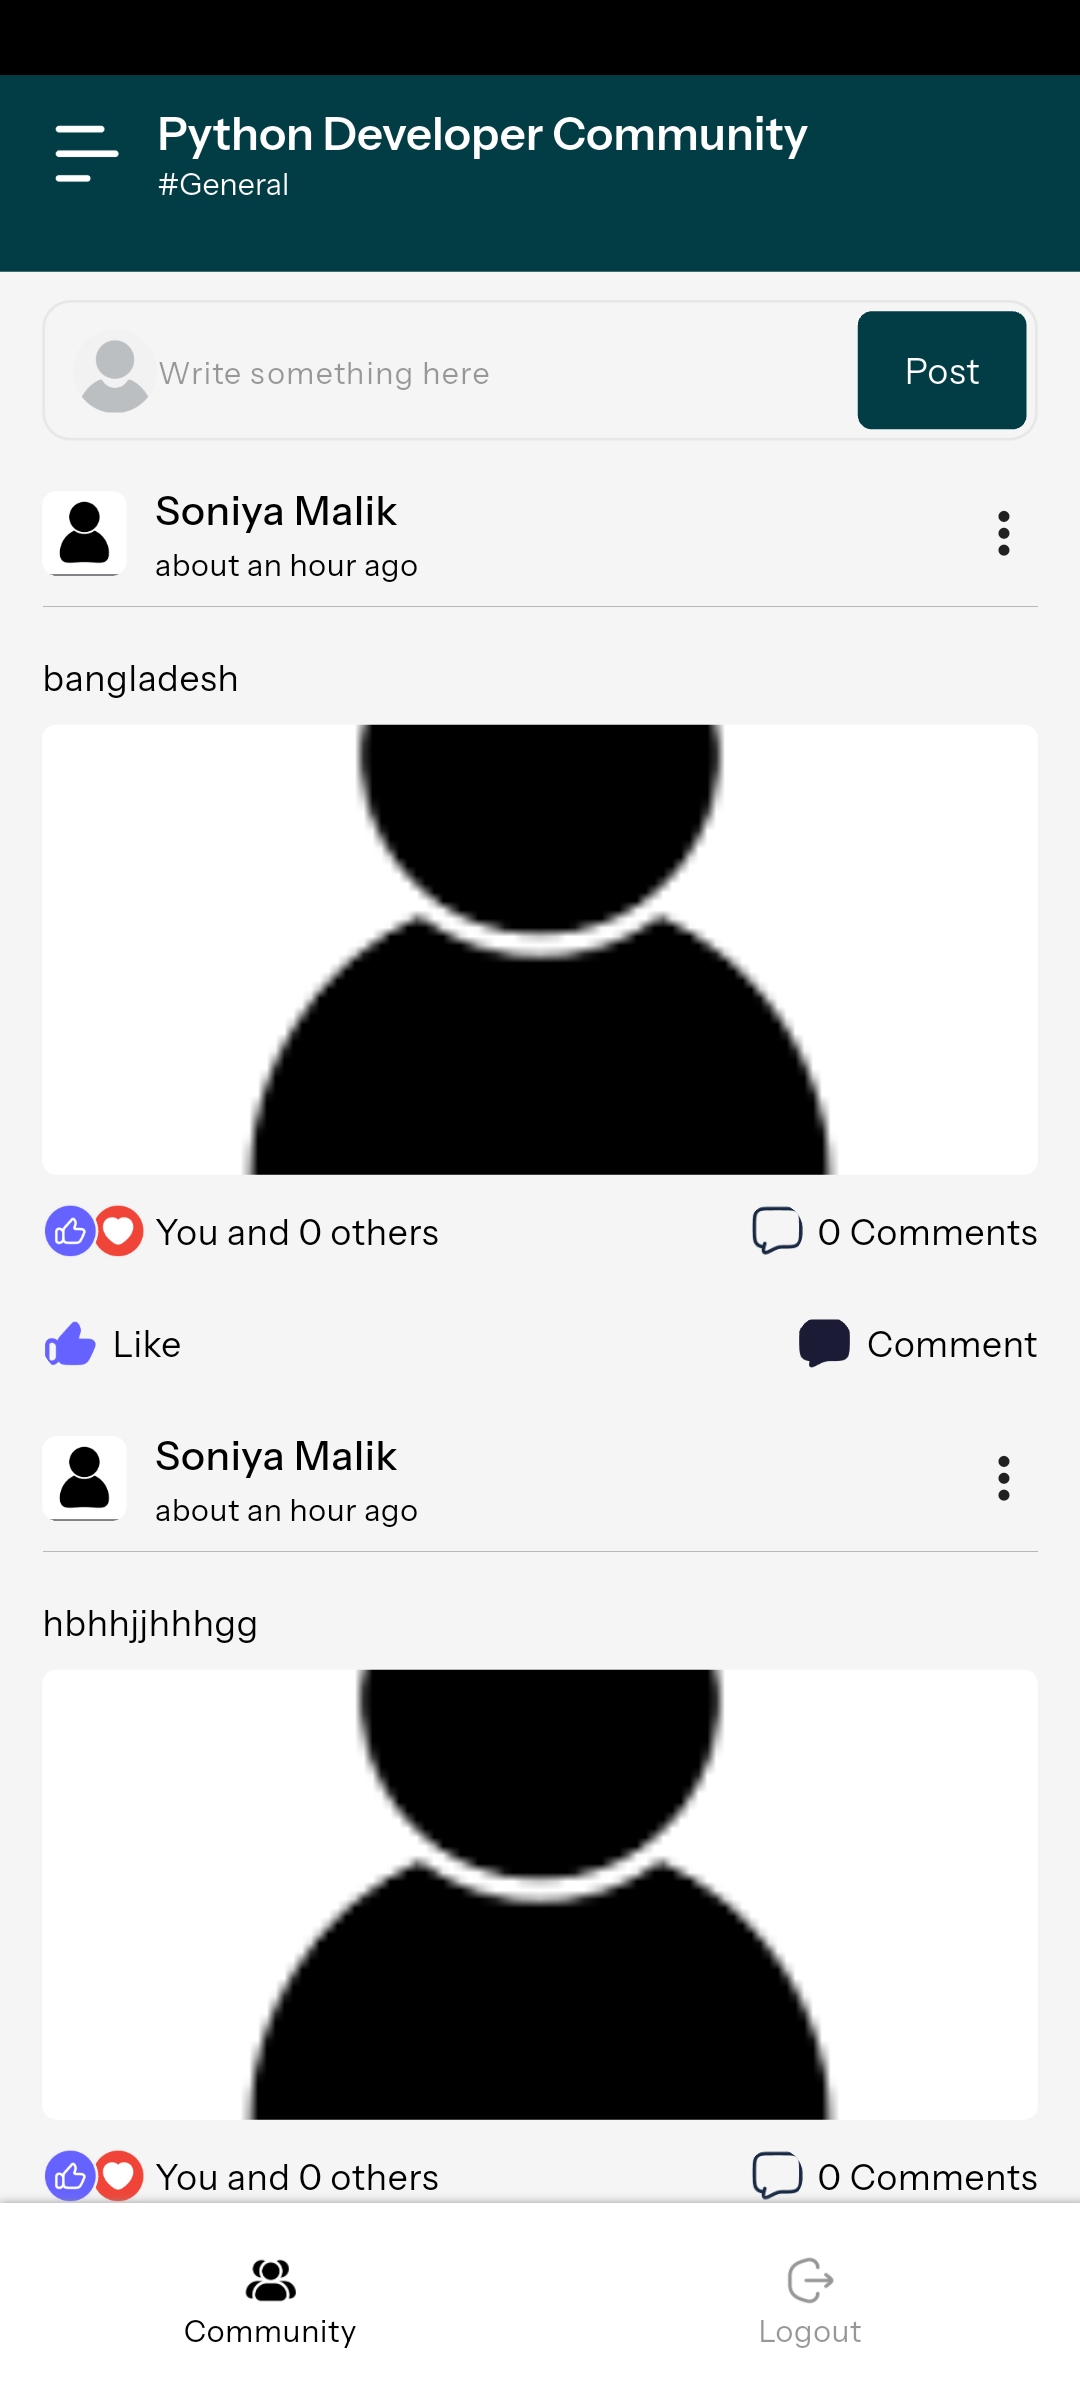 Python Developer Community
#General
Write something here
Post
Soniya Malik
about an hour ago
bangladesh
You and 0 others
0 Comments
Like
Comment
Soniya Malik
about an hour ago
hbhhjjhhhgg
You and 0 others
0 Comments
Community
Logout